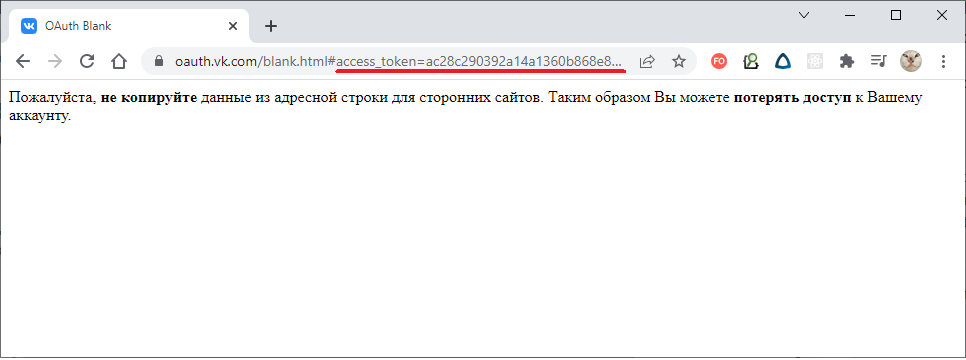 OAuth Blank
oauth.vk.com/blank.html#access_token=ac28c290392a14a1360b868e8...
FO
Пожалуйста, не копируйте данные из адресной строки для сторонних сайтов. Таким образом Вы можете потерять доступ к Вашему
аккаунту.